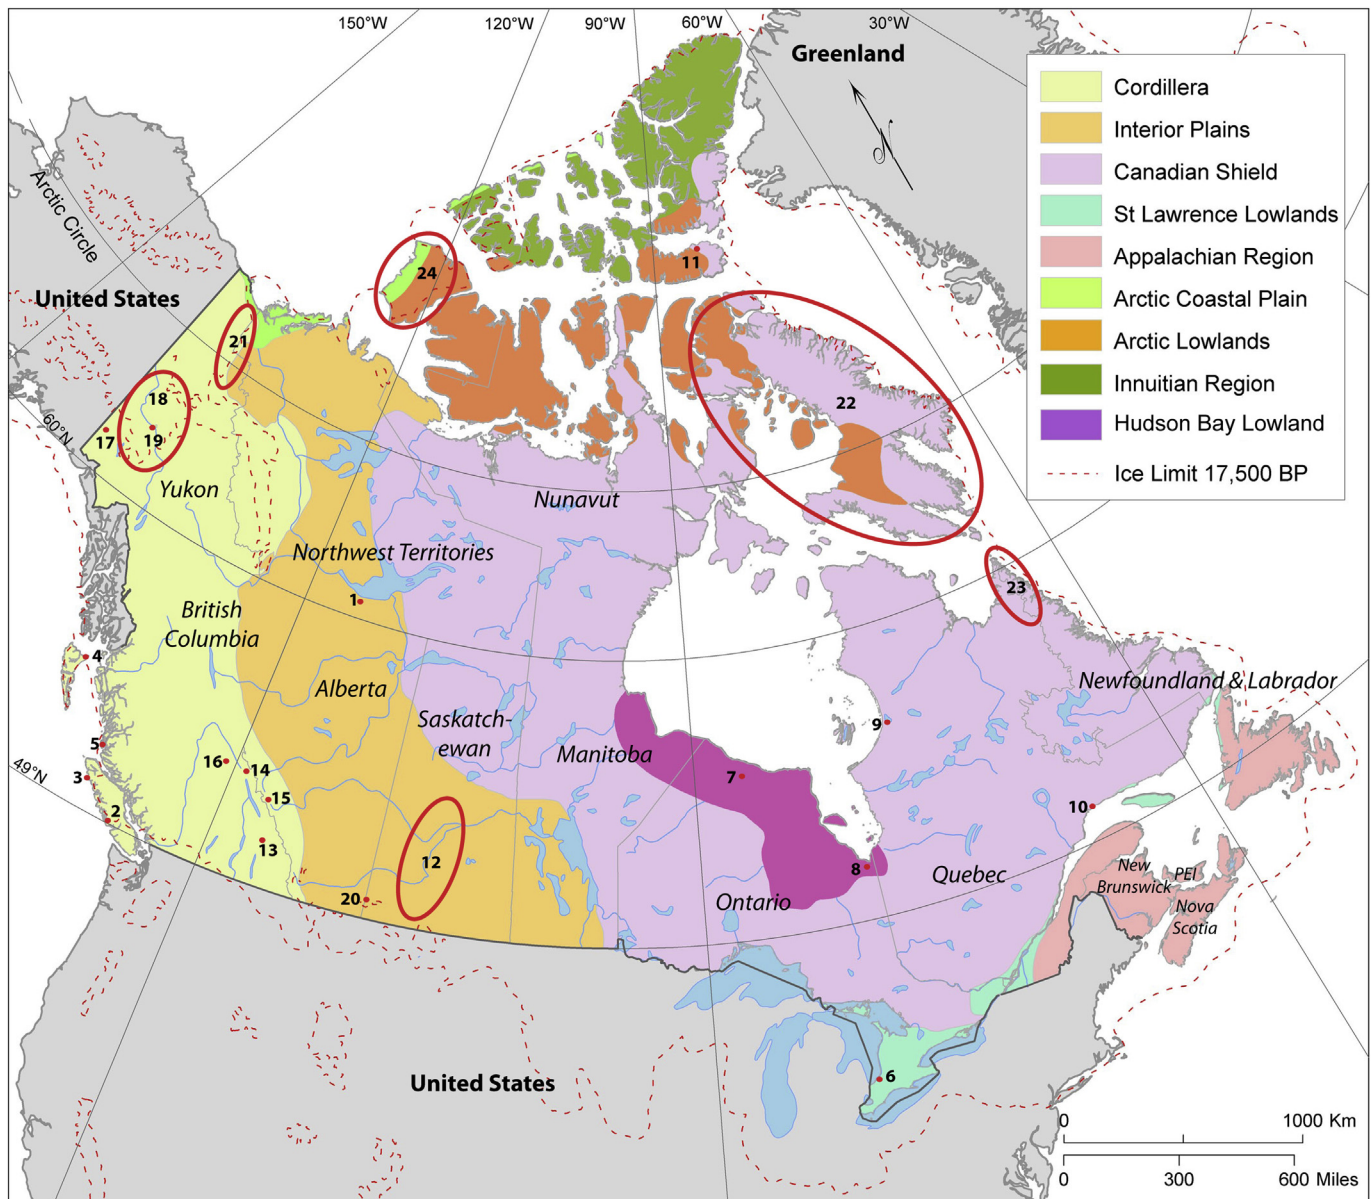 150°W
120°W
90°W
60°W
30°W
Greenland
N
Cordillera
Interior Plains
Canadian Shield
St Lawrence Lowlands
Appalachian Region
Arctic Coastal Plain
Arctic Lowlands
Innuitian Region
Hudson Bay Lowland
Ice Limit 17,500 BP
Arctic Circle
United States
60°N
49°N
24
11
21
18
17
19
22
23
Yukon
Nunavut
Northwest Territories
1
British
Columbia
4
Alberta
Saskatch-
ewan
Manitoba
Newfoundland & Labrador
5
3
2
16
14
15
13
12
20
7
8
9
10
Ontario
Quebec
New
Brunswick
PEI
Nova
Scotia
6
United States
0
1000 Km
0
300
600 Miles